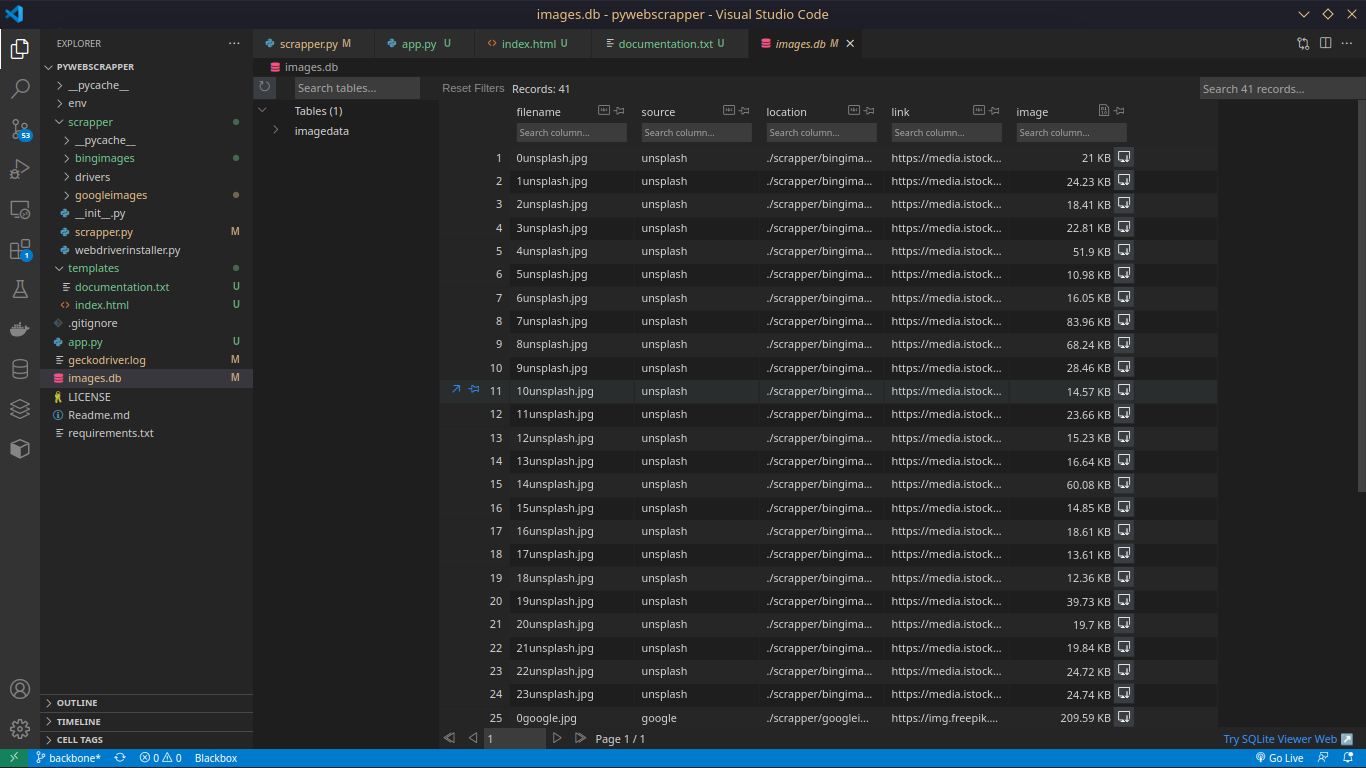 images.db - pywebscrapper - Visual Studio Code
EXPLORER
scrapper.py M
app.py U
index.html U
documentation.txt U
images.db M
PYWEBSCRAPPER
__pycache__
env
scrapper
__pycache__
bingimages
drivers
googleimages
__init__.py
scrapper.py M
webdriverinstaller.py
templates
documentation.txt U
index.html U
.gitignore
app.py U
geckodriver.log M
images.db M
LICENSE
Readme.md
requirements.txt
OUTLINE
TIMELINE
CELL TAGS
53
1
images.db
Search tables...
Tables (1)
imagedata
Reset Filters Records: 41
Search 41 records...
filename source location link image
Search column... Search column... Search column... Search column... Search column...
1 0unsplash.jpg unsplash ./scrapper/bingima... https://media.istock... 21 KB
2 1unsplash.jpg unsplash ./scrapper/bingima... https://media.istock... 24.23 KB
3 2unsplash.jpg unsplash ./scrapper/bingima... https://media.istock... 18.41 KB
4 3unsplash.jpg unsplash ./scrapper/bingima... https://media.istock... 22.81 KB
5 4unsplash.jpg unsplash ./scrapper/bingima... https://media.istock... 51.9 KB
6 5unsplash.jpg unsplash ./scrapper/bingima... https://media.istock... 10.98 KB
7 6unsplash.jpg unsplash ./scrapper/bingima... https://media.istock... 16.05 KB
8 7unsplash.jpg unsplash ./scrapper/bingima... https://media.istock... 83.96 KB
9 8unsplash.jpg unsplash ./scrapper/bingima... https://media.istock... 68.24 KB
10 9unsplash.jpg unsplash ./scrapper/bingima... https://media.istock... 28.46 KB
11 10unsplash.jpg unsplash ./scrapper/bingima... https://media.istock... 14.57 KB
12 11unsplash.jpg unsplash ./scrapper/bingima... https://media.istock... 23.66 KB
13 12unsplash.jpg unsplash ./scrapper/bingima... https://media.istock... 15.23 KB
14 13unsplash.jpg unsplash ./scrapper/bingima... https://media.istock... 16.64 KB
15 14unsplash.jpg unsplash ./scrapper/bingima... https://media.istock... 60.08 KB
16 15unsplash.jpg unsplash ./scrapper/bingima... https://media.istock... 14.85 KB
17 16unsplash.jpg unsplash ./scrapper/bingima... https://media.istock... 18.61 KB
18 17unsplash.jpg unsplash ./scrapper/bingima... https://media.istock... 13.61 KB
19 18unsplash.jpg unsplash ./scrapper/bingima... https://media.istock... 12.36 KB
20 19unsplash.jpg unsplash ./scrapper/bingima... https://media.istock... 39.73 KB
21 20unsplash.jpg unsplash ./scrapper/bingima... https://media.istock... 19.7 KB
22 21unsplash.jpg unsplash ./scrapper/bingima... https://media.istock... 19.84 KB
23 22unsplash.jpg unsplash ./scrapper/bingima... https://media.istock... 24.72 KB
24 23unsplash.jpg unsplash ./scrapper/bingima... https://media.istock... 24.74 KB
25 0google.jpg google ./scrapper/googlei... https://img.freepik.... 209.59 KB
1 Page 1 / 1
Try SQLite Viewer Web
backbone* 0 0 Blackbox
Go Live